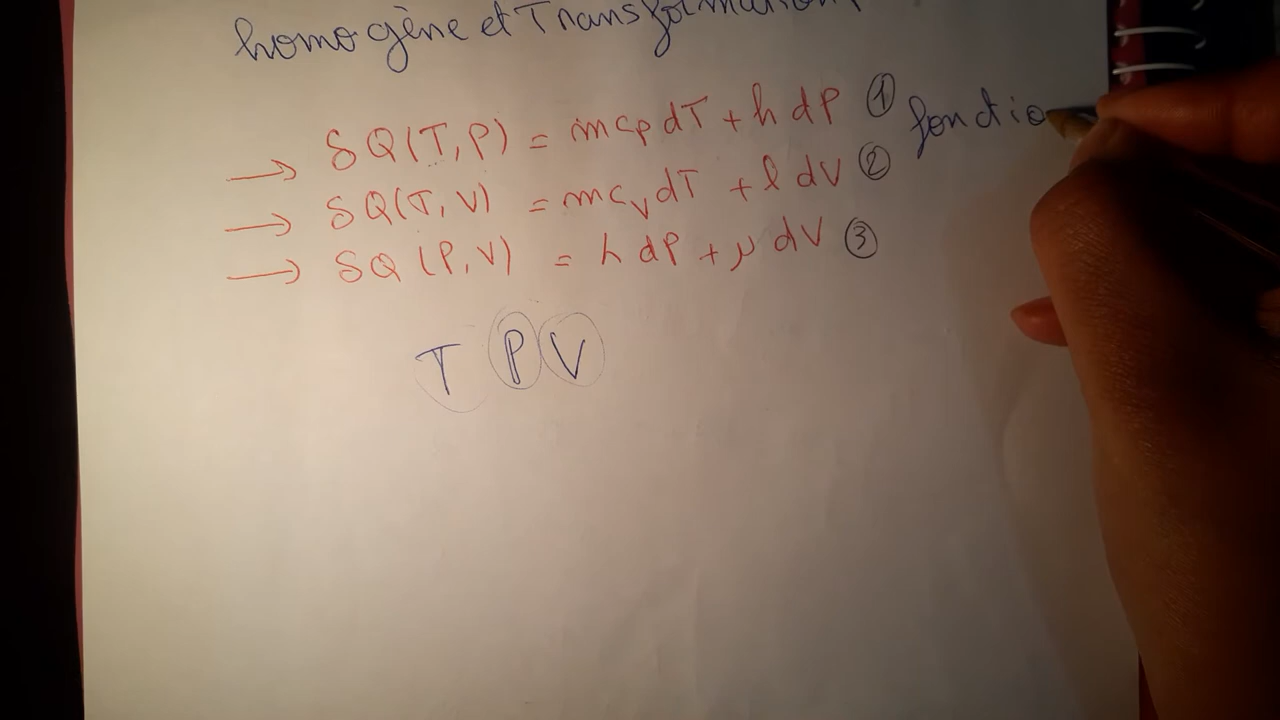 homogène et Transformation
→ δQ(T,P) = mcp dT + h dP ① fonctio
→ δQ(T,V) = mcv dT + l dV ②
→ δQ(P,V) = λ dP + μ dV ③
T P V